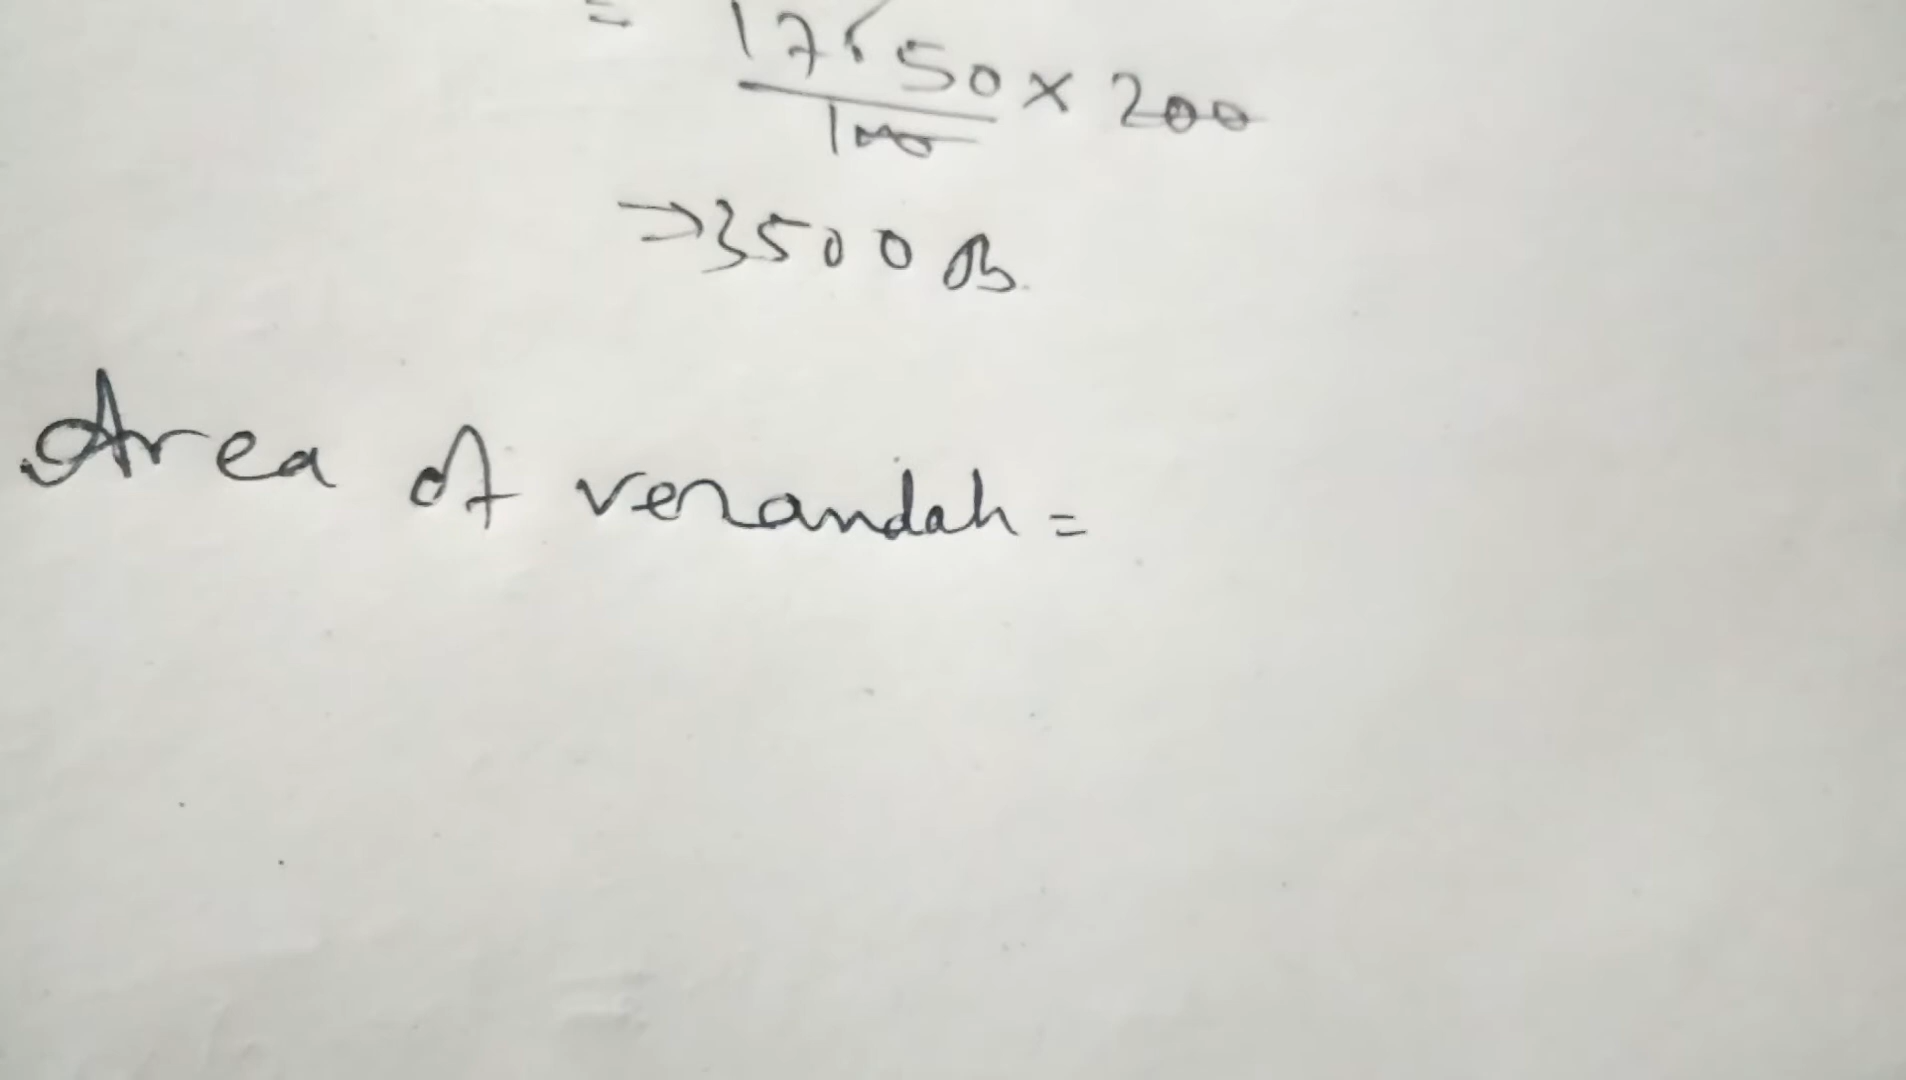 = 17.50 × 200
100
⇒ 3500 Rs.
Area of verandah =